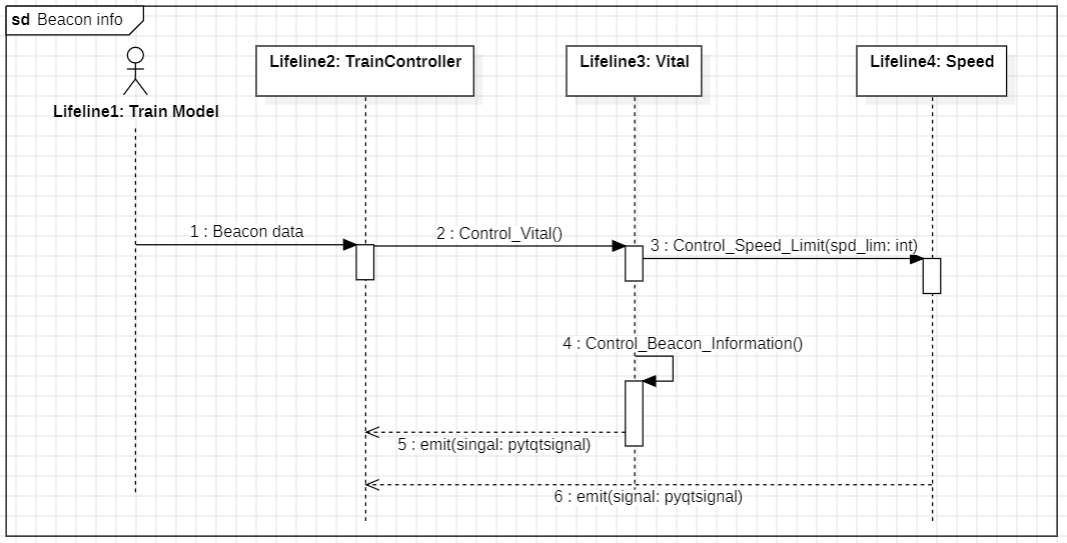 sd Beacon info
Lifeline1: Train Model
Lifeline2: TrainController
Lifeline3: Vital
Lifeline4: Speed
1 : Beacon data
2 : Control_Vital()
3 : Control_Speed_Limit(spd_lim: int)
4 : Control_Beacon_Information()
5 : emit(singal: pytqtsignal)
6 : emit(signal: pyqtsignal)